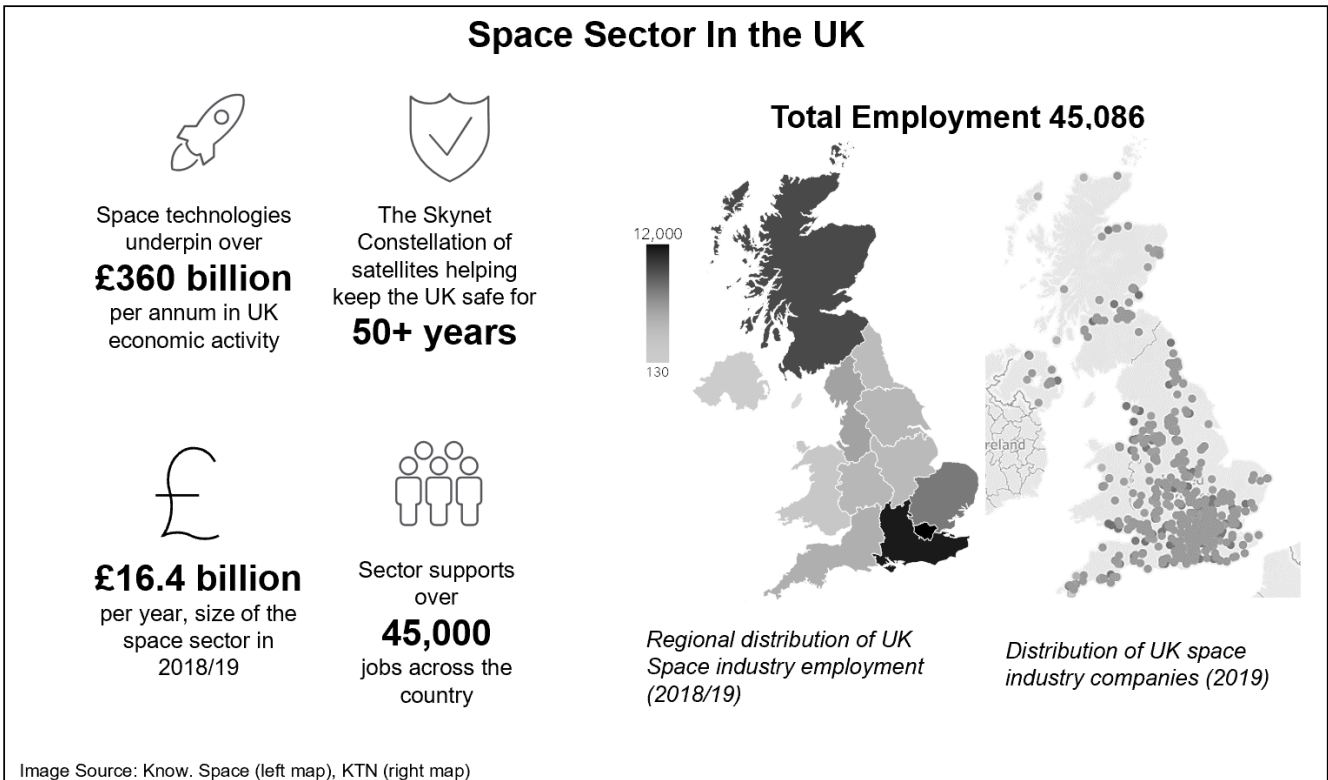 Space Sector In the UK
Space technologies
underpin over
£360 billion
per annum in UK
economic activity
The Skynet
Constellation of
satellites helping
keep the UK safe for
50+ years
£16.4 billion
per year, size of the
space sector in
2018/19
Sector supports
over
45,000
jobs across the
country
Total Employment 45,086
12,000
130
reland
Regional distribution of UK
Space industry employment
(2018/19)
Distribution of UK space
industry companies (2019)
Image Source: Know. Space (left map), KTN (right map)